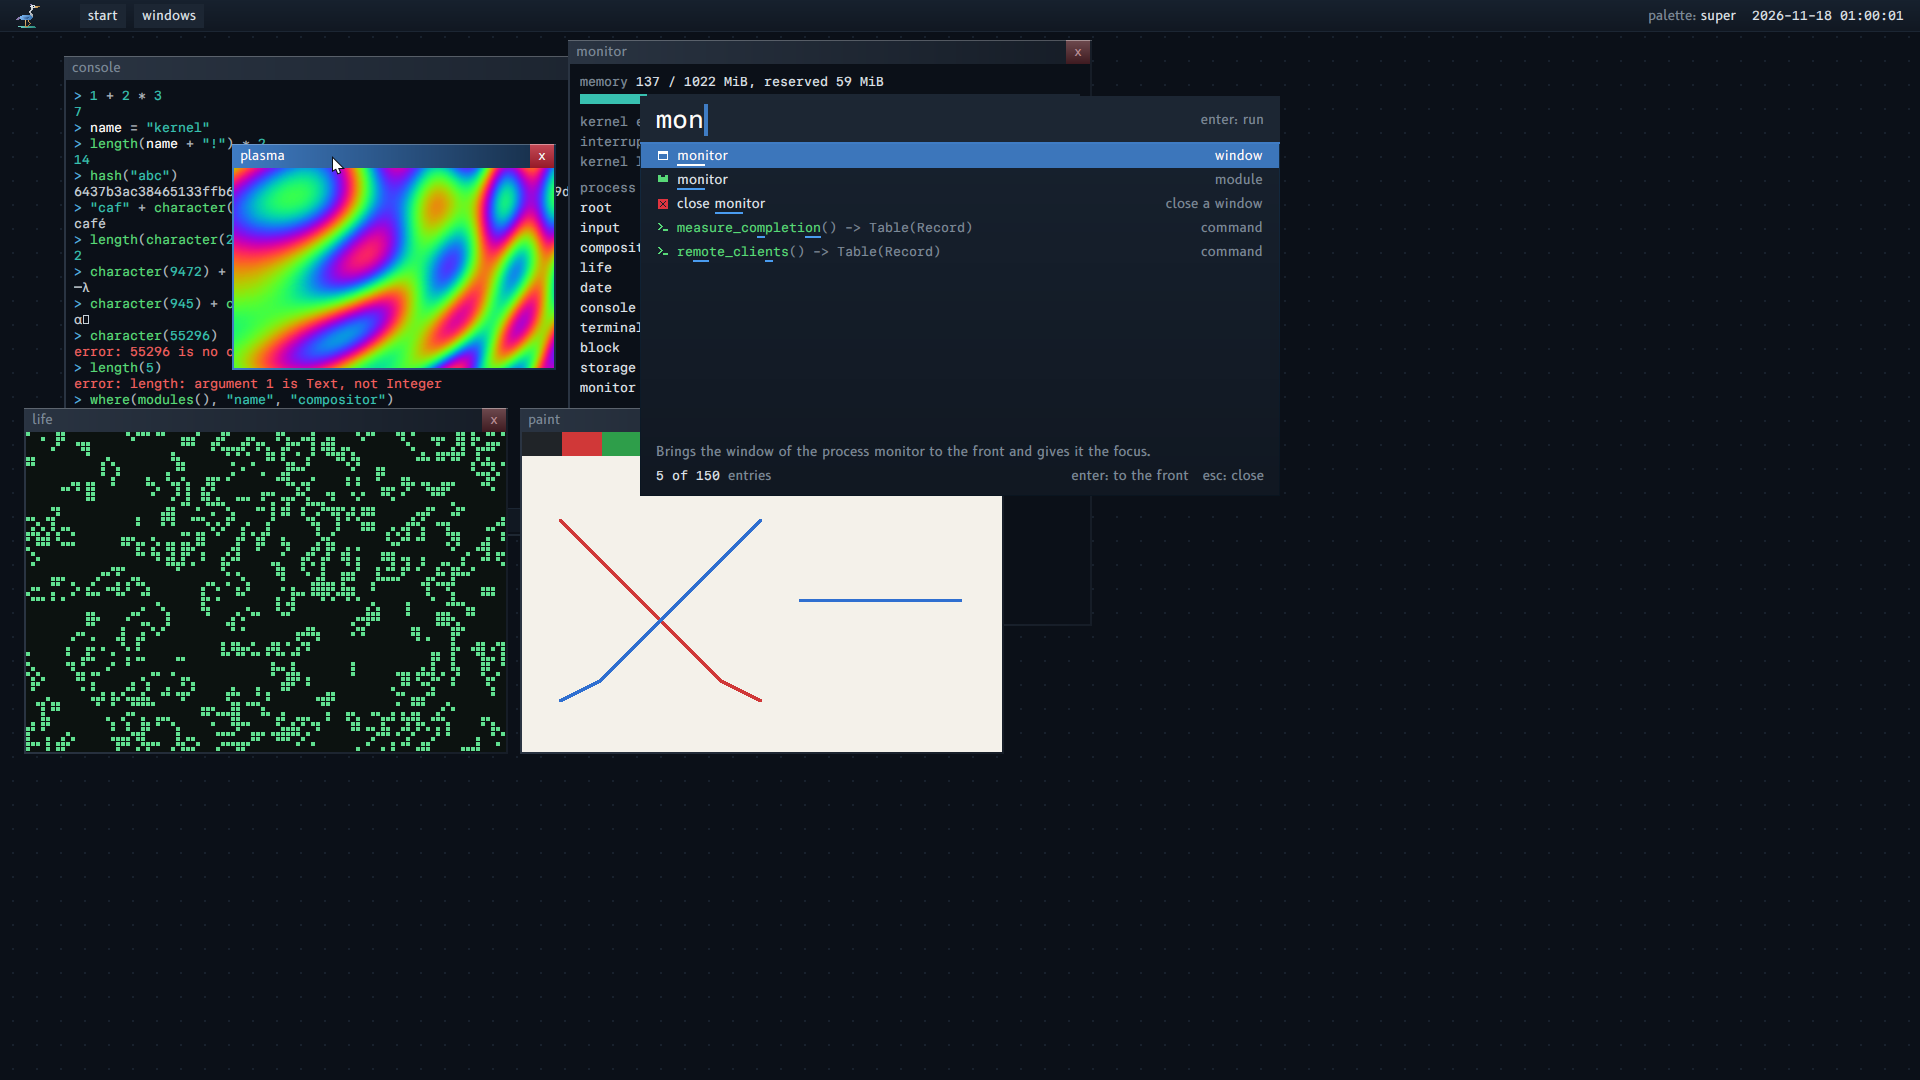 start windows palette: super 2026-11-18 01:00:01
console
> 1 + 2 * 3
7
> name = "kernel"
> length(name + "!") * 2
14
> hash("abc")
> "caf" + character(
café
2
> character(9472) +
─λ
> character(945) +
> character(55296)
error: 55296 is no
> length(5)
error: length: argument 1 is Text, not Integer
> where(modules(), "name", "compositor")
plasma x
monitor x
memory 137 / 1022 MiB, reserved 59 MiB
kernel
kernel
process
root
input
life
date
console
terminal
block
storage
monitor
mon enter: run
monitor window
monitor module
close monitor close a window
measure_completion() -> Table(Record) command
remote_clients() -> Table(Record) command
Brings the window of the process monitor to the front and gives it the focus.
5 of 150 entries enter: to the front esc: close
life x
paint